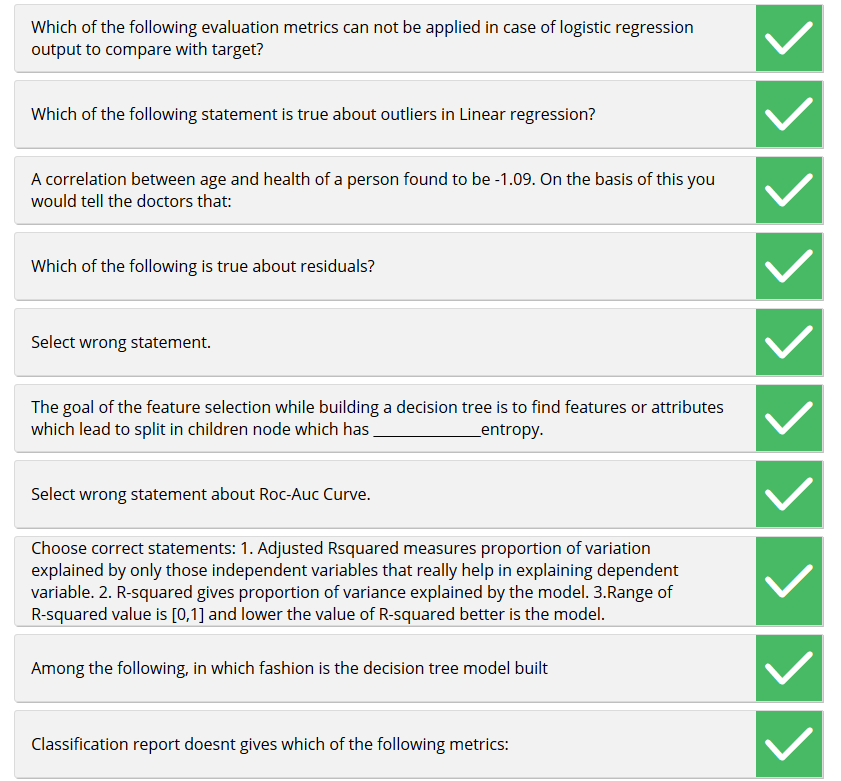 Which of the following evaluation metrics can not be applied in case of logistic regression
output to compare with target?
Which of the following statement is true about outliers in Linear regression?
A correlation between age and health of a person found to be -1.09. On the basis of this you
would tell the doctors that:
Which of the following is true about residuals?
Select wrong statement.
The goal of the feature selection while building a decision tree is to find features or attributes
which lead to split in children node which has ______________entropy.
Select wrong statement about Roc-Auc Curve.
Choose correct statements: 1. Adjusted Rsquared measures proportion of variation
explained by only those independent variables that really help in explaining dependent
variable. 2. R-squared gives proportion of variance explained by the model. 3.Range of
R-squared value is [0,1] and lower the value of R-squared better is the model.
Among the following, in which fashion is the decision tree model built
Classification report doesnt gives which of the following metrics: